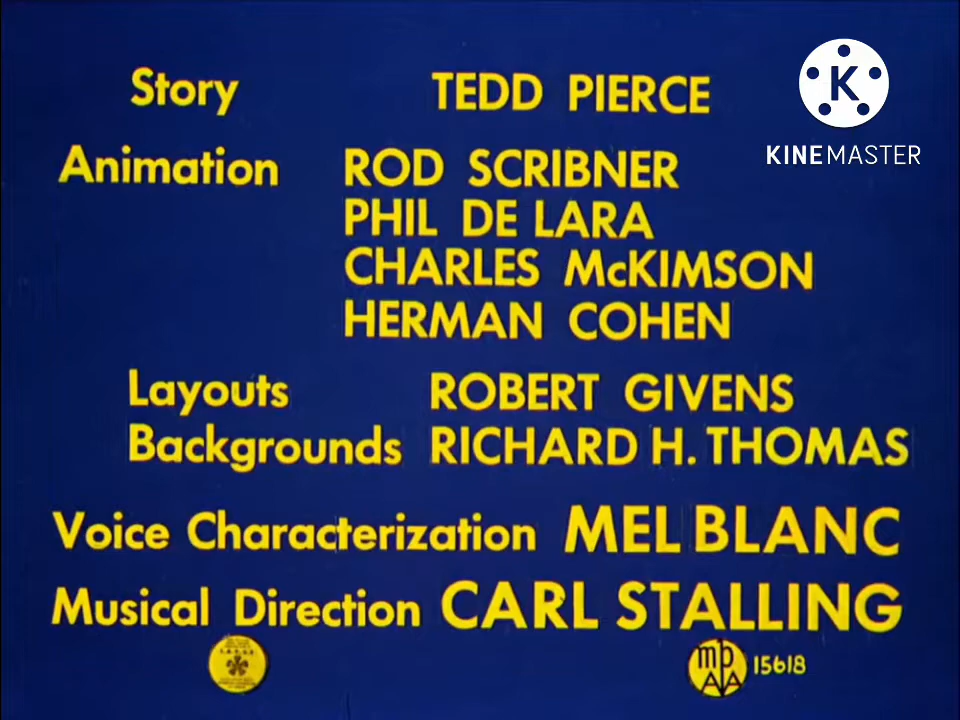 Story TEDD PIERCE
K
KINEMASTER
Animation ROD SCRIBNER
PHIL DE LARA
CHARLES McKIMSON
HERMAN COHEN
Layouts ROBERT GIVENS
Backgrounds RICHARD H. THOMAS
Voice Characterization MEL BLANC
Musical Direction CARL STALLING
mpAA 15618